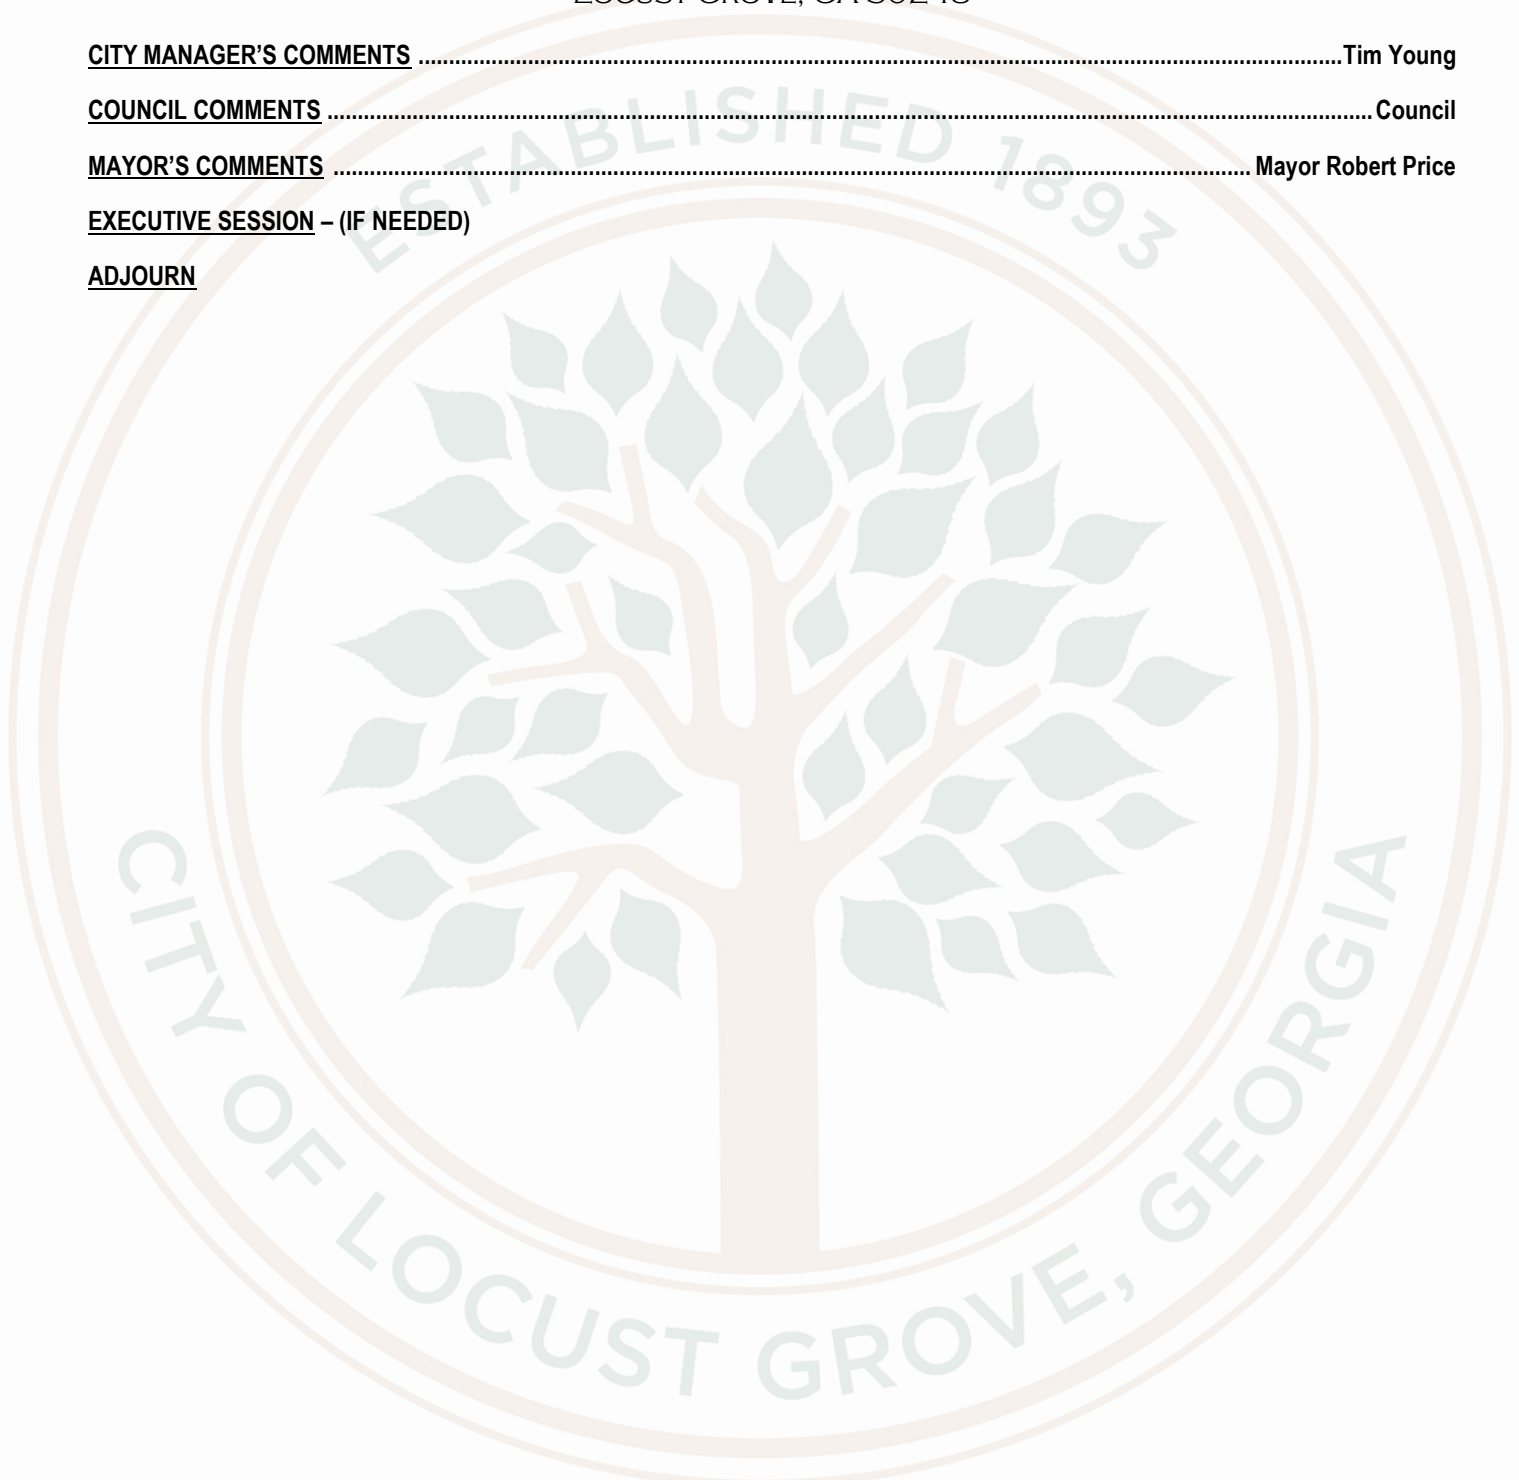 LOCUST GROVE, GA 30248
CITY MANAGER’S COMMENTS ........................................................................................................................................................Tim Young
COUNCIL COMMENTS ............................................................................................................................................................................ Council
MAYOR’S COMMENTS ....................................................................................................................................................... Mayor Robert Price
EXECUTIVE SESSION – (IF NEEDED)
ADJOURN
ESTABLISHED 1893
CITY OF LOCUST GROVE, GEORGIA